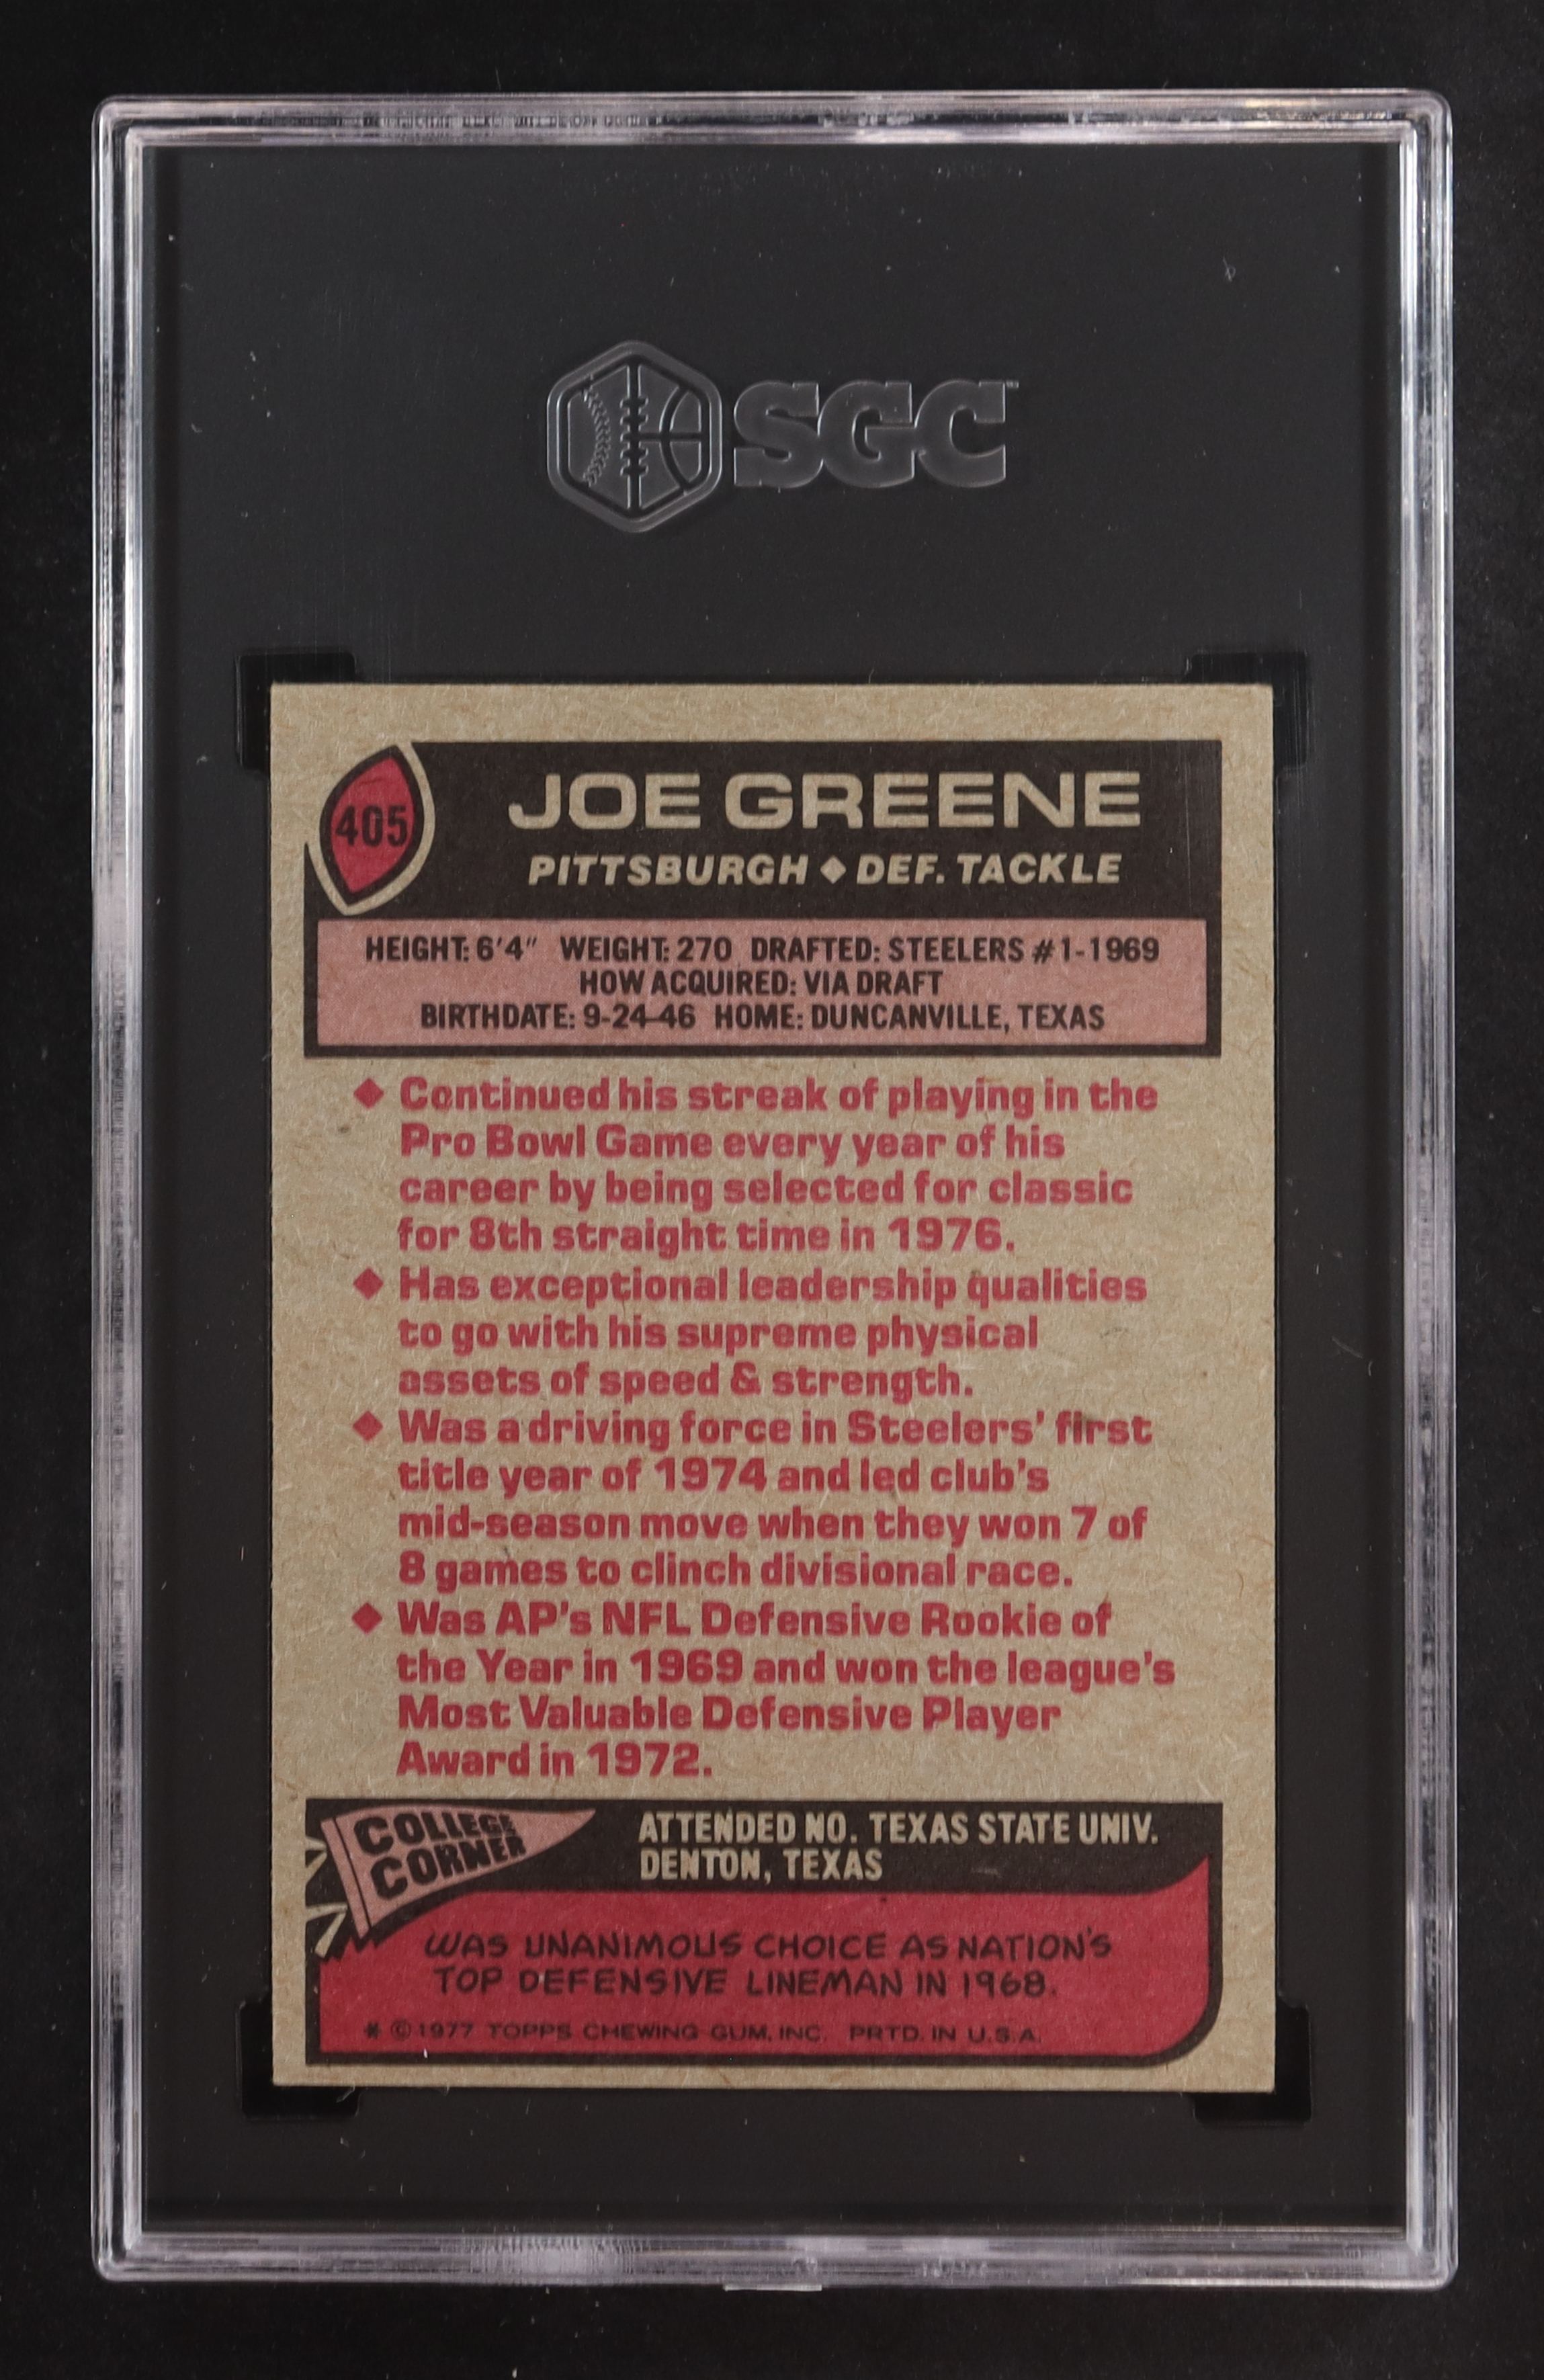 SGC
405
JOE GREENE
PITTSBURGH ◆ DEF. TACKLE
HEIGHT: 6'4" WEIGHT: 270 DRAFTED: STEELERS #1-1969
HOW ACQUIRED: VIA DRAFT
BIRTHDATE: 9-24-46 HOME: DUNCANVILLE, TEXAS
◆ Continued his streak of playing in the
Pro Bowl Game every year of his
career by being selected for classic
for 8th straight time in 1976.
◆ Has exceptional leadership qualities
to go with his supreme physical
assets of speed & strength.
◆ Was a driving force in Steelers' first
title year of 1974 and led club's
mid-season move when they won 7 of
8 games to clinch divisional race.
◆ Was AP's NFL Defensive Rookie of
the Year in 1969 and won the league's
Most Valuable Defensive Player
Award in 1972.
COLLEGE
CORNER
ATTENDED NO. TEXAS STATE UNIV.
DENTON, TEXAS
WAS UNANIMOUS CHOICE AS NATION'S
TOP DEFENSIVE LINEMAN IN 1968.
* © 1977 TOPPS CHEWING GUM, INC. PRTD. IN U.S.A.